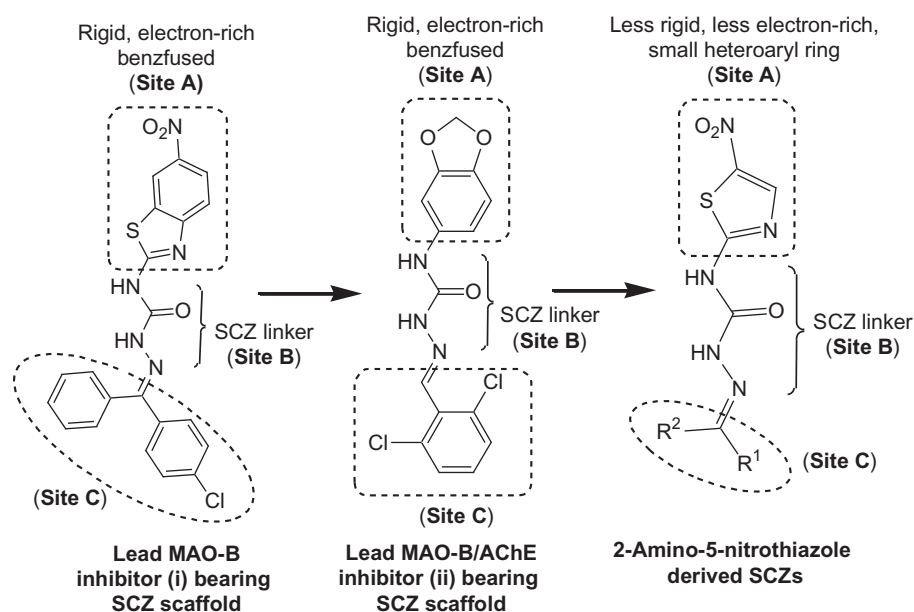 Rigid, electron-rich
benzfused
(Site A)
O₂N
S
N
HN
O
HN
N
SCZ linker
(Site B)
Cl
(Site C)
Lead MAO-B
inhibitor (i) bearing
SCZ scaffold
Rigid, electron-rich
benzfused
(Site A)
O
O
HN
O
HN
N
SCZ linker
(Site B)
Cl
Cl
(Site C)
Lead MAO-B/AChE
inhibitor (ii) bearing
SCZ scaffold
Less rigid, less electron-rich,
small heteroaryl ring
(Site A)
O₂N
S
N
HN
O
HN
N
SCZ linker
(Site B)
R²
R¹
(Site C)
2-Amino-5-nitrothiazole
derived SCZs